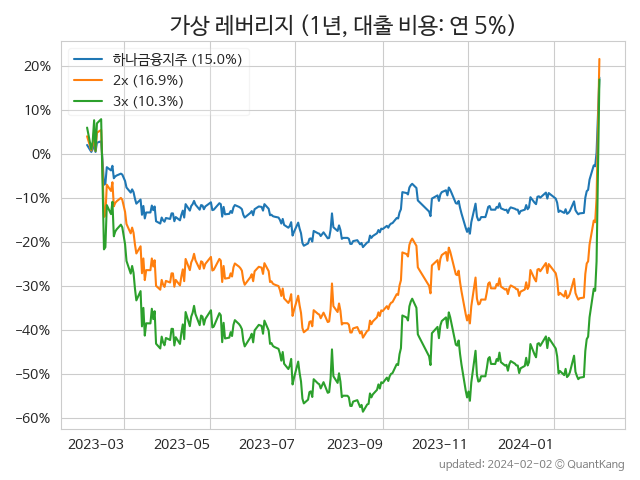 가상 레버리지 (1년, 대출 비용: 연 5%)
하나금융지주 (15.0%)
2x (16.9%)
3x (10.3%)
20%
10%
0%
−10%
−20%
−30%
−40%
−50%
−60%
2023-03 2023-05 2023-07 2023-09 2023-11 2024-01
updated: 2024-02-02 © QuantKang